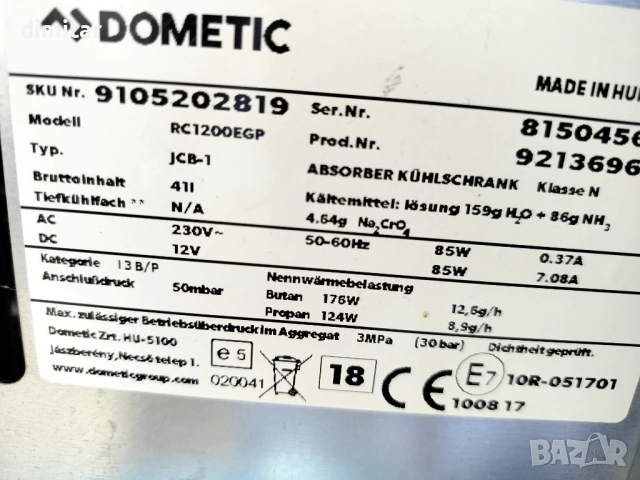 dimitar
DOMETIC
MADE IN HU
SKU Nr. 9105202819 Ser.Nr. 8150456
Modell RC1200EGP Prod.Nr. 9213696
Typ. JCB-1 ABSORBER KÜHLSCHRANK Klasse N
Bruttoinhalt 41l Kältemittel: lösung 159g H₂O + 86g NH₃
Tiefkühlfach ** N/A 4.64g Na₂CrO₄
AC 230V~ 50-60Hz 85W 0.37A
DC 12V 85W 7.08A
Kategorie I3B/P Nennwärmebelastung
Anschlußdruck 50mbar Butan 176W 12,6g/h
Propan 124W 8,9g/h
Max. zulässiger Betriebsüberdruck im Aggregat 3MPa (30 bar) Dichtheit geprüft.
Dometic Zrt. HU-5100
Jászberény, Necsó telep 1.
www.dometicgroup.com
e5
020041
18
CE
100817
E7
10R-051701
BAZAR